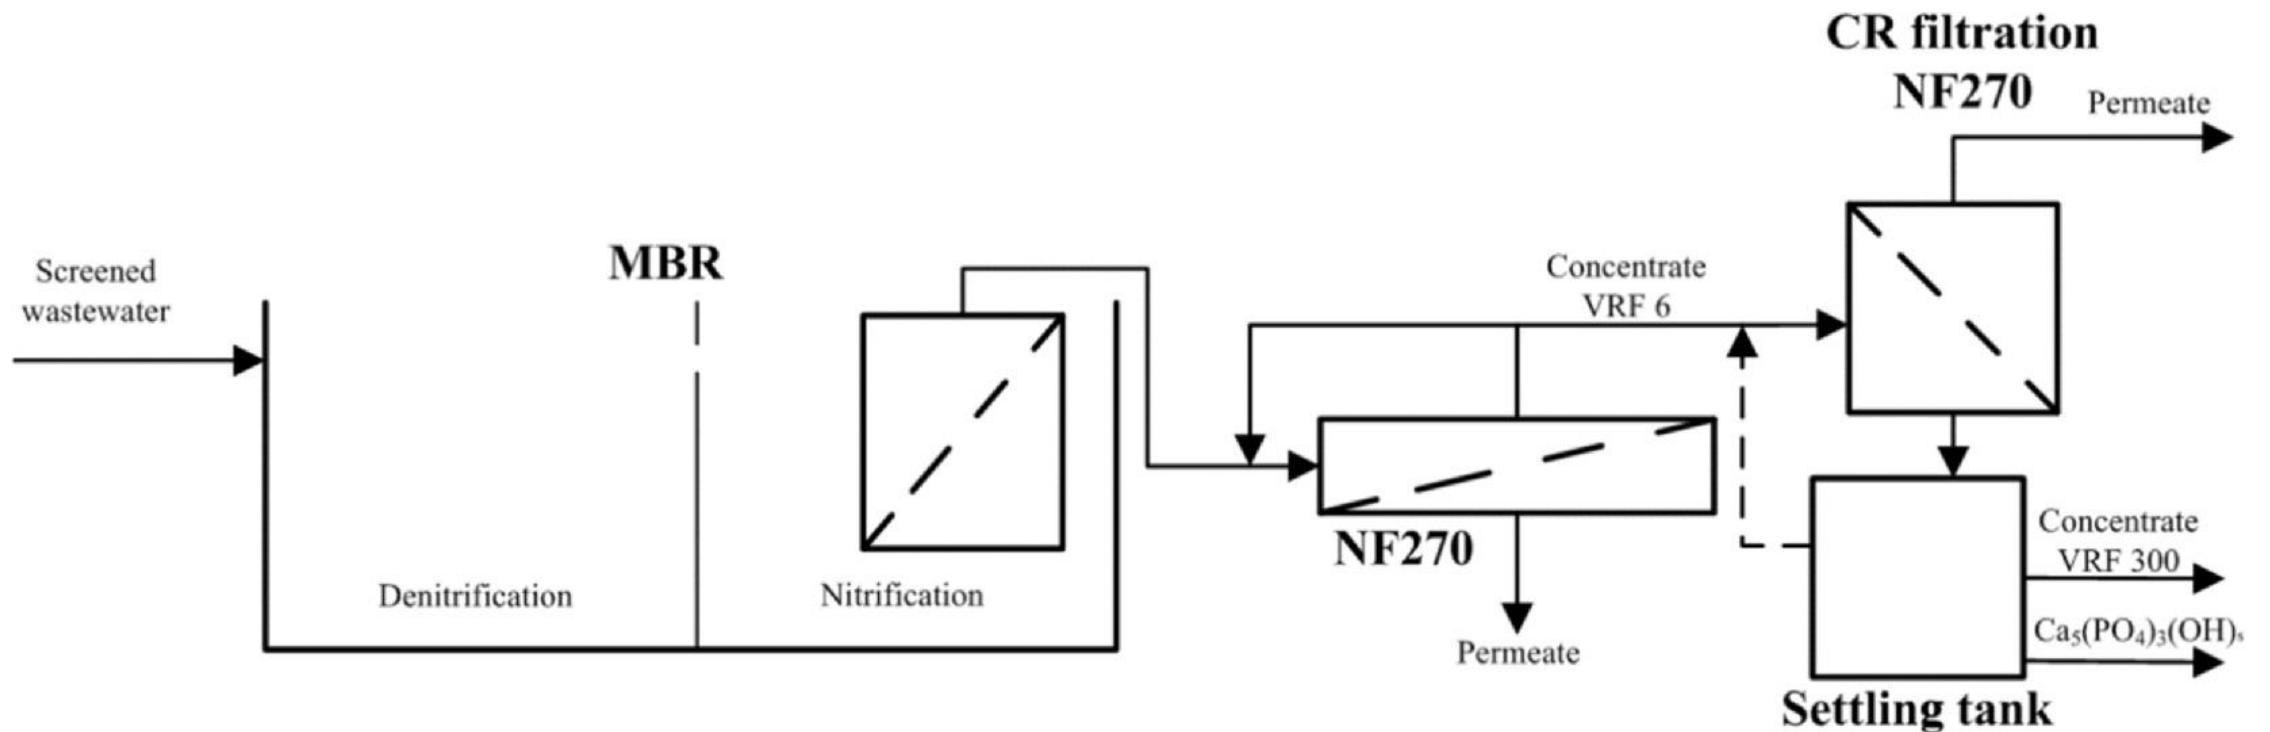 CR filtration
NF270
Permeate
Screened
wastewater
MBR
Concentrate
VRF 6
Denitrification
Nitrification
NF270
Permeate
Concentrate
VRF 300
Ca₅(PO₄)₃(OH)ₛ
Settling tank